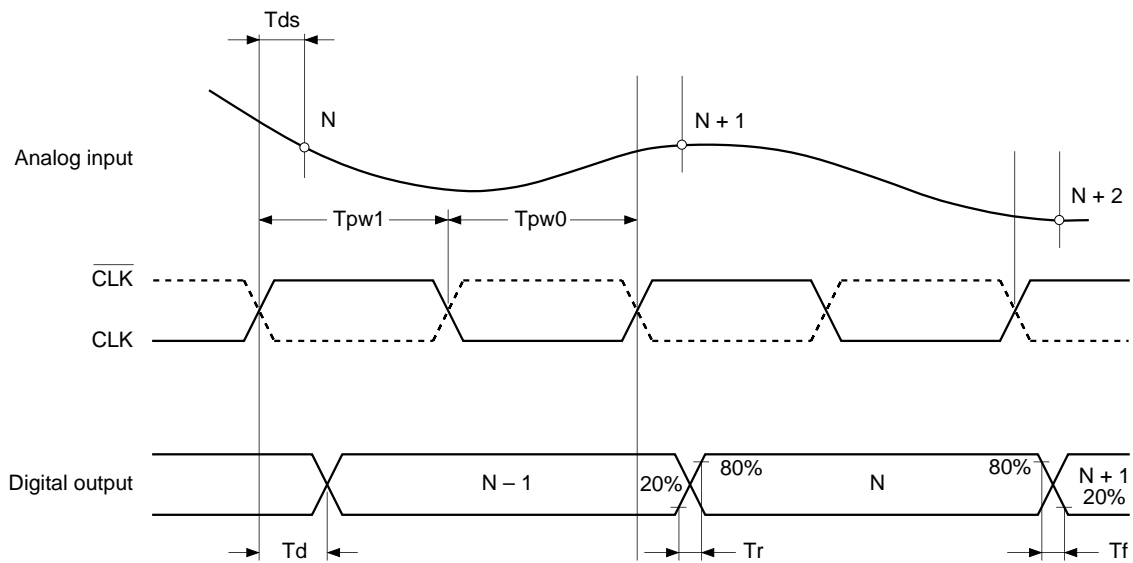 Tds
N
N + 1
Analog input
N + 2
Tpw1
Tpw0
CLK
CLK
Digital output
N – 1
20%
80%
N
80%
N + 1
20%
Td
Tr
Tf